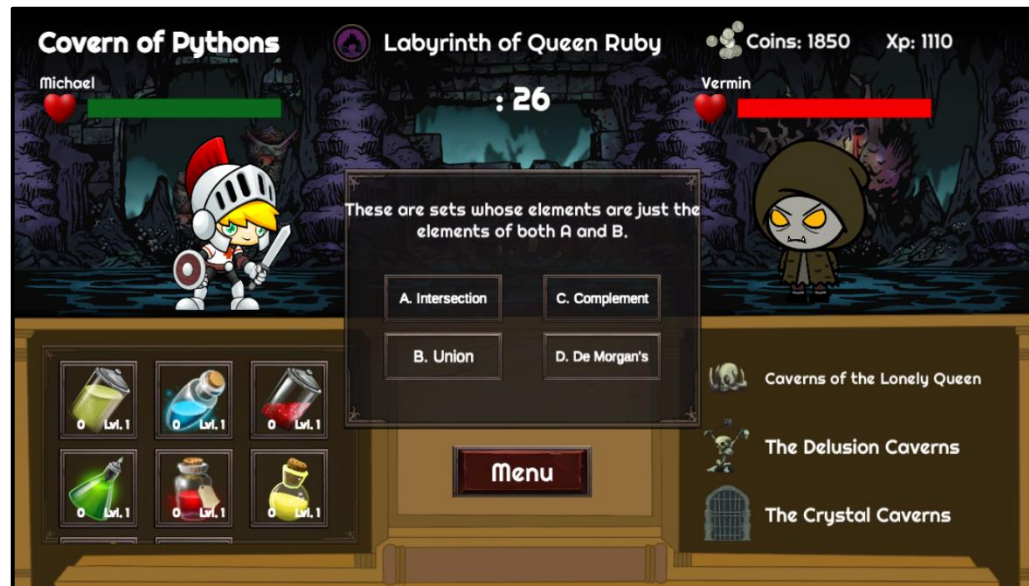 Covern of Pythons
Labyrinth of Queen Ruby
Coins: 1850
Xp: 1110
Michael
: 26
Vermin
These are sets whose elements are just the
elements of both A and B.
A. Intersection
C. Complement
B. Union
D. De Morgan's
0 Lvl. 1
0 Lvl. 1
0 Lvl. 1
0 Lvl. 1
0 Lvl. 1
0 Lvl. 1
Menu
Caverns of the Lonely Queen
The Delusion Caverns
The Crystal Caverns